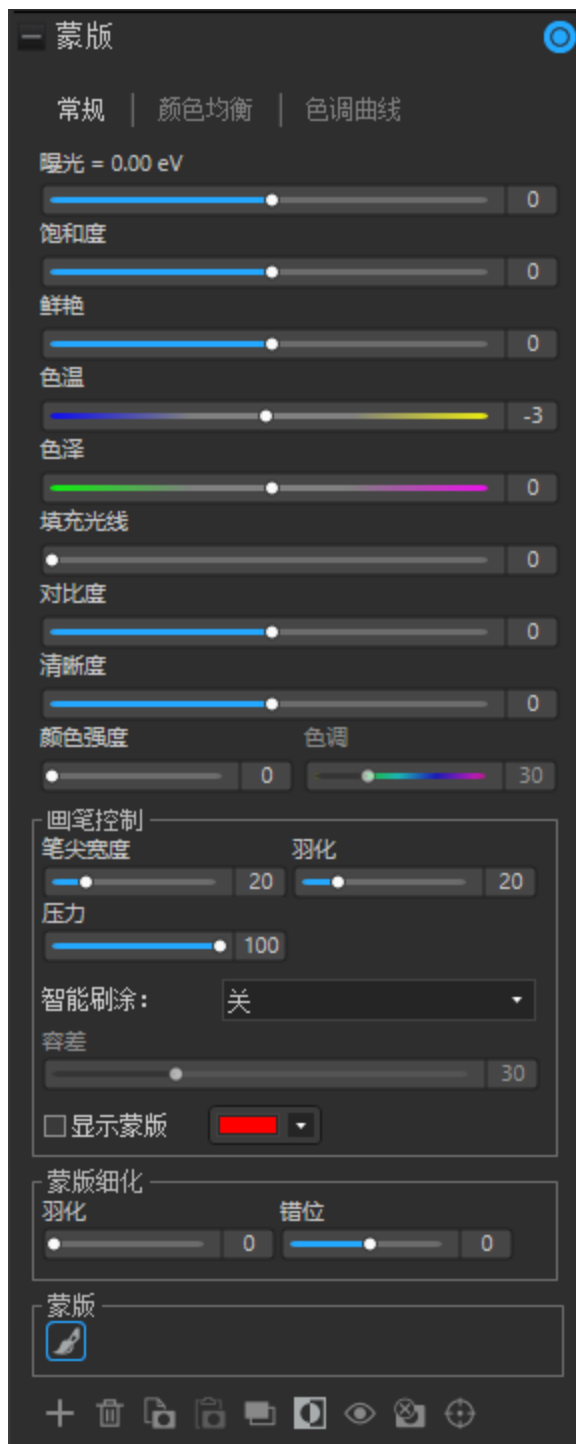 蒙版
常规 | 颜色均衡 | 色调曲线
曝光 = 0.00 eV
0
饱和度
0
鲜艳
0
色温
-3
色泽
0
填充光线
0
对比度
0
清晰度
0
颜色强度 色调
0 30
画笔控制
笔尖宽度 羽化
20 20
压力
100
智能刷涂: 关
容差
30
显示蒙版
蒙版细化
羽化 错位
0 0
蒙版